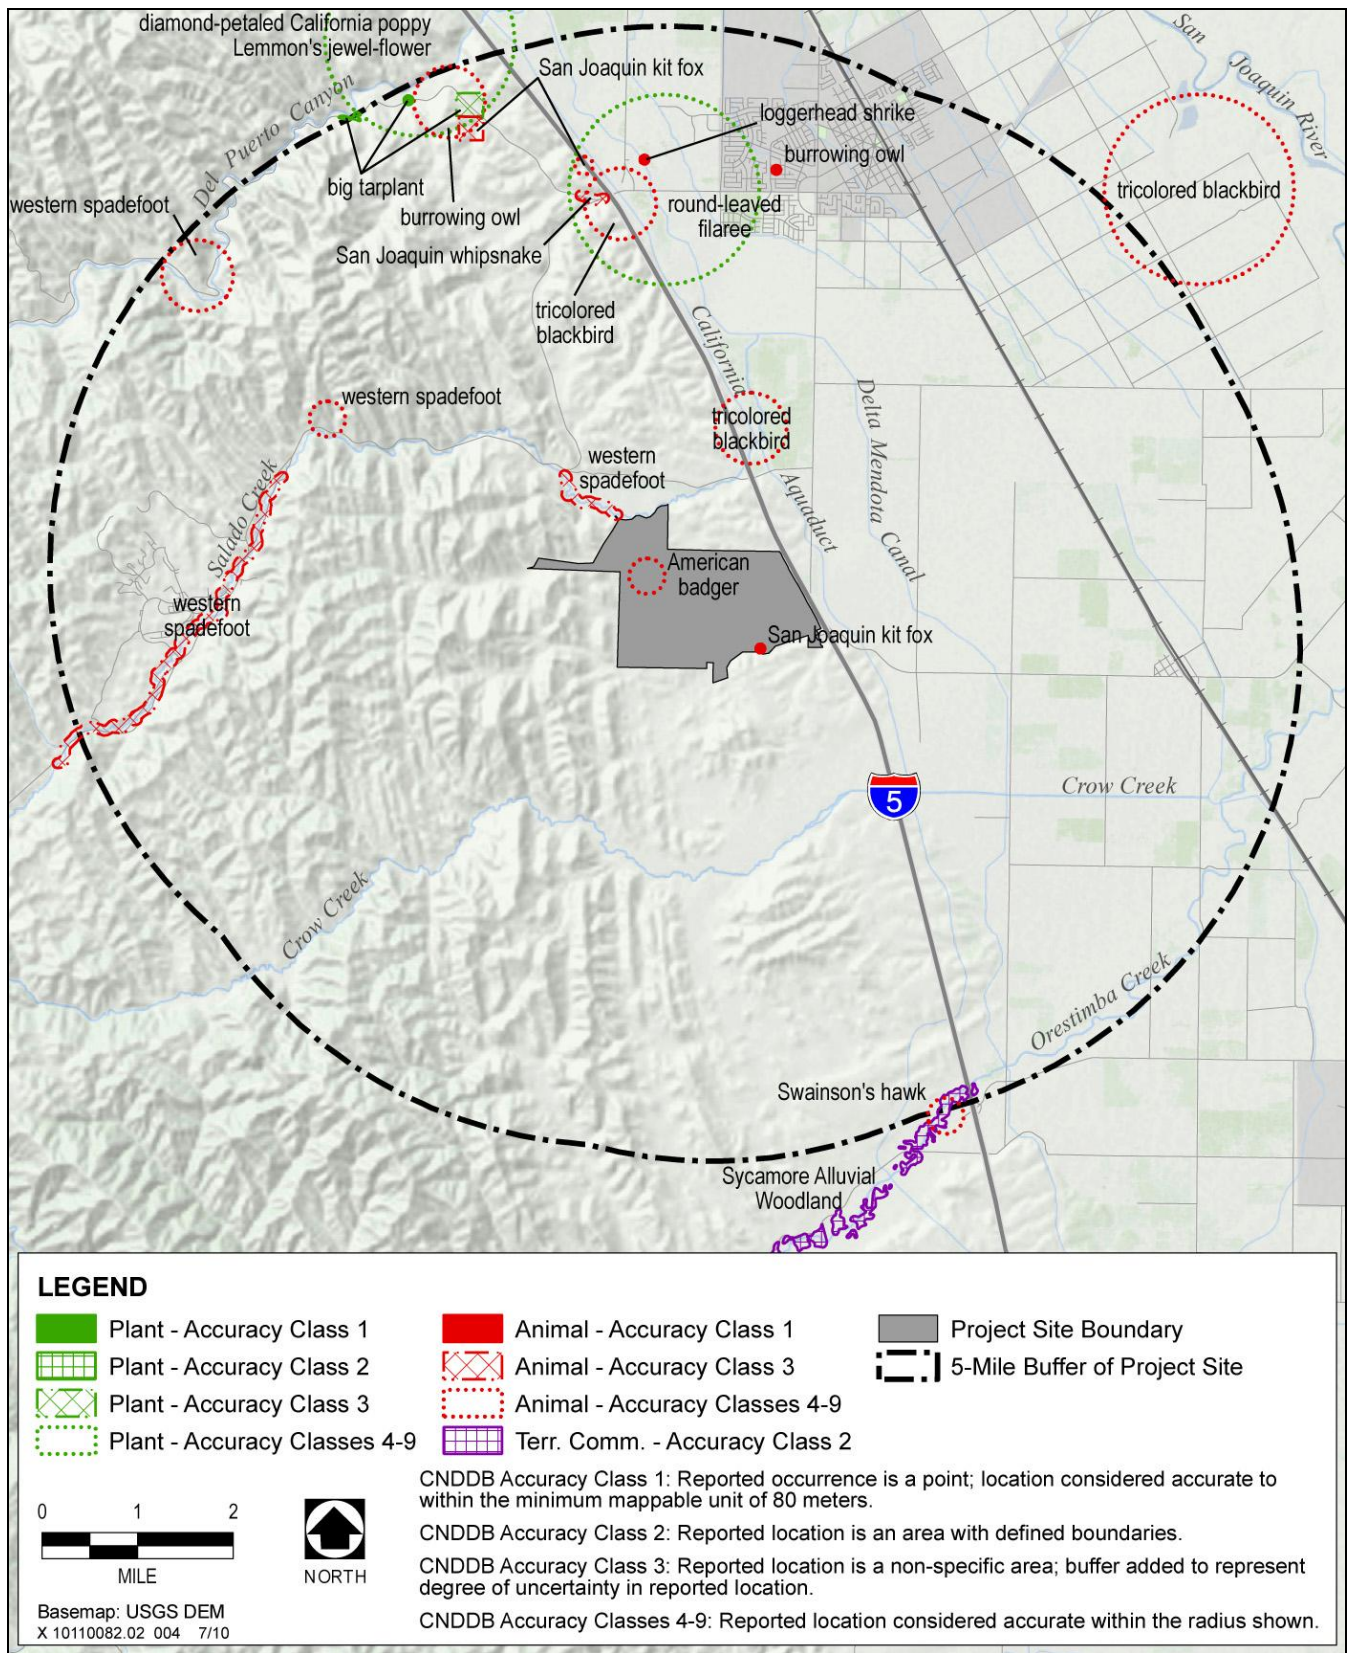 diamond-petaled California poppy
Lemmon's jewel-flower
San Joaquin kit fox
San
Joaquin
River
Del Puerto Canyon
loggerhead shrike
burrowing owl
big tarplant
tricolored blackbird
western spadefoot
burrowing owl
round-leaved
filaree
San Joaquin whipsnake
tricolored
blackbird
California
western spadefoot
tricolored
blackbird
Delta Mendota Canal
western
spadefoot
Salado Creek
Aquaduct
American
badger
western
spadefoot
San Joaquin kit fox
5
Crow Creek
Crow Creek
Orestimba Creek
Swainson's hawk
Sycamore Alluvial
Woodland
LEGEND
Plant - Accuracy Class 1
Plant - Accuracy Class 2
Plant - Accuracy Class 3
Plant - Accuracy Classes 4-9
Animal - Accuracy Class 1
Animal - Accuracy Class 3
Animal - Accuracy Classes 4-9
Terr. Comm. - Accuracy Class 2
Project Site Boundary
5-Mile Buffer of Project Site
0 1 2
MILE
NORTH
CNDDB Accuracy Class 1: Reported occurrence is a point; location considered accurate to
within the minimum mappable unit of 80 meters.
CNDDB Accuracy Class 2: Reported location is an area with defined boundaries.
CNDDB Accuracy Class 3: Reported location is a non-specific area; buffer added to represent
degree of uncertainty in reported location.
CNDDB Accuracy Classes 4-9: Reported location considered accurate within the radius shown.
Basemap: USGS DEM
X 10110082.02 004 7/10